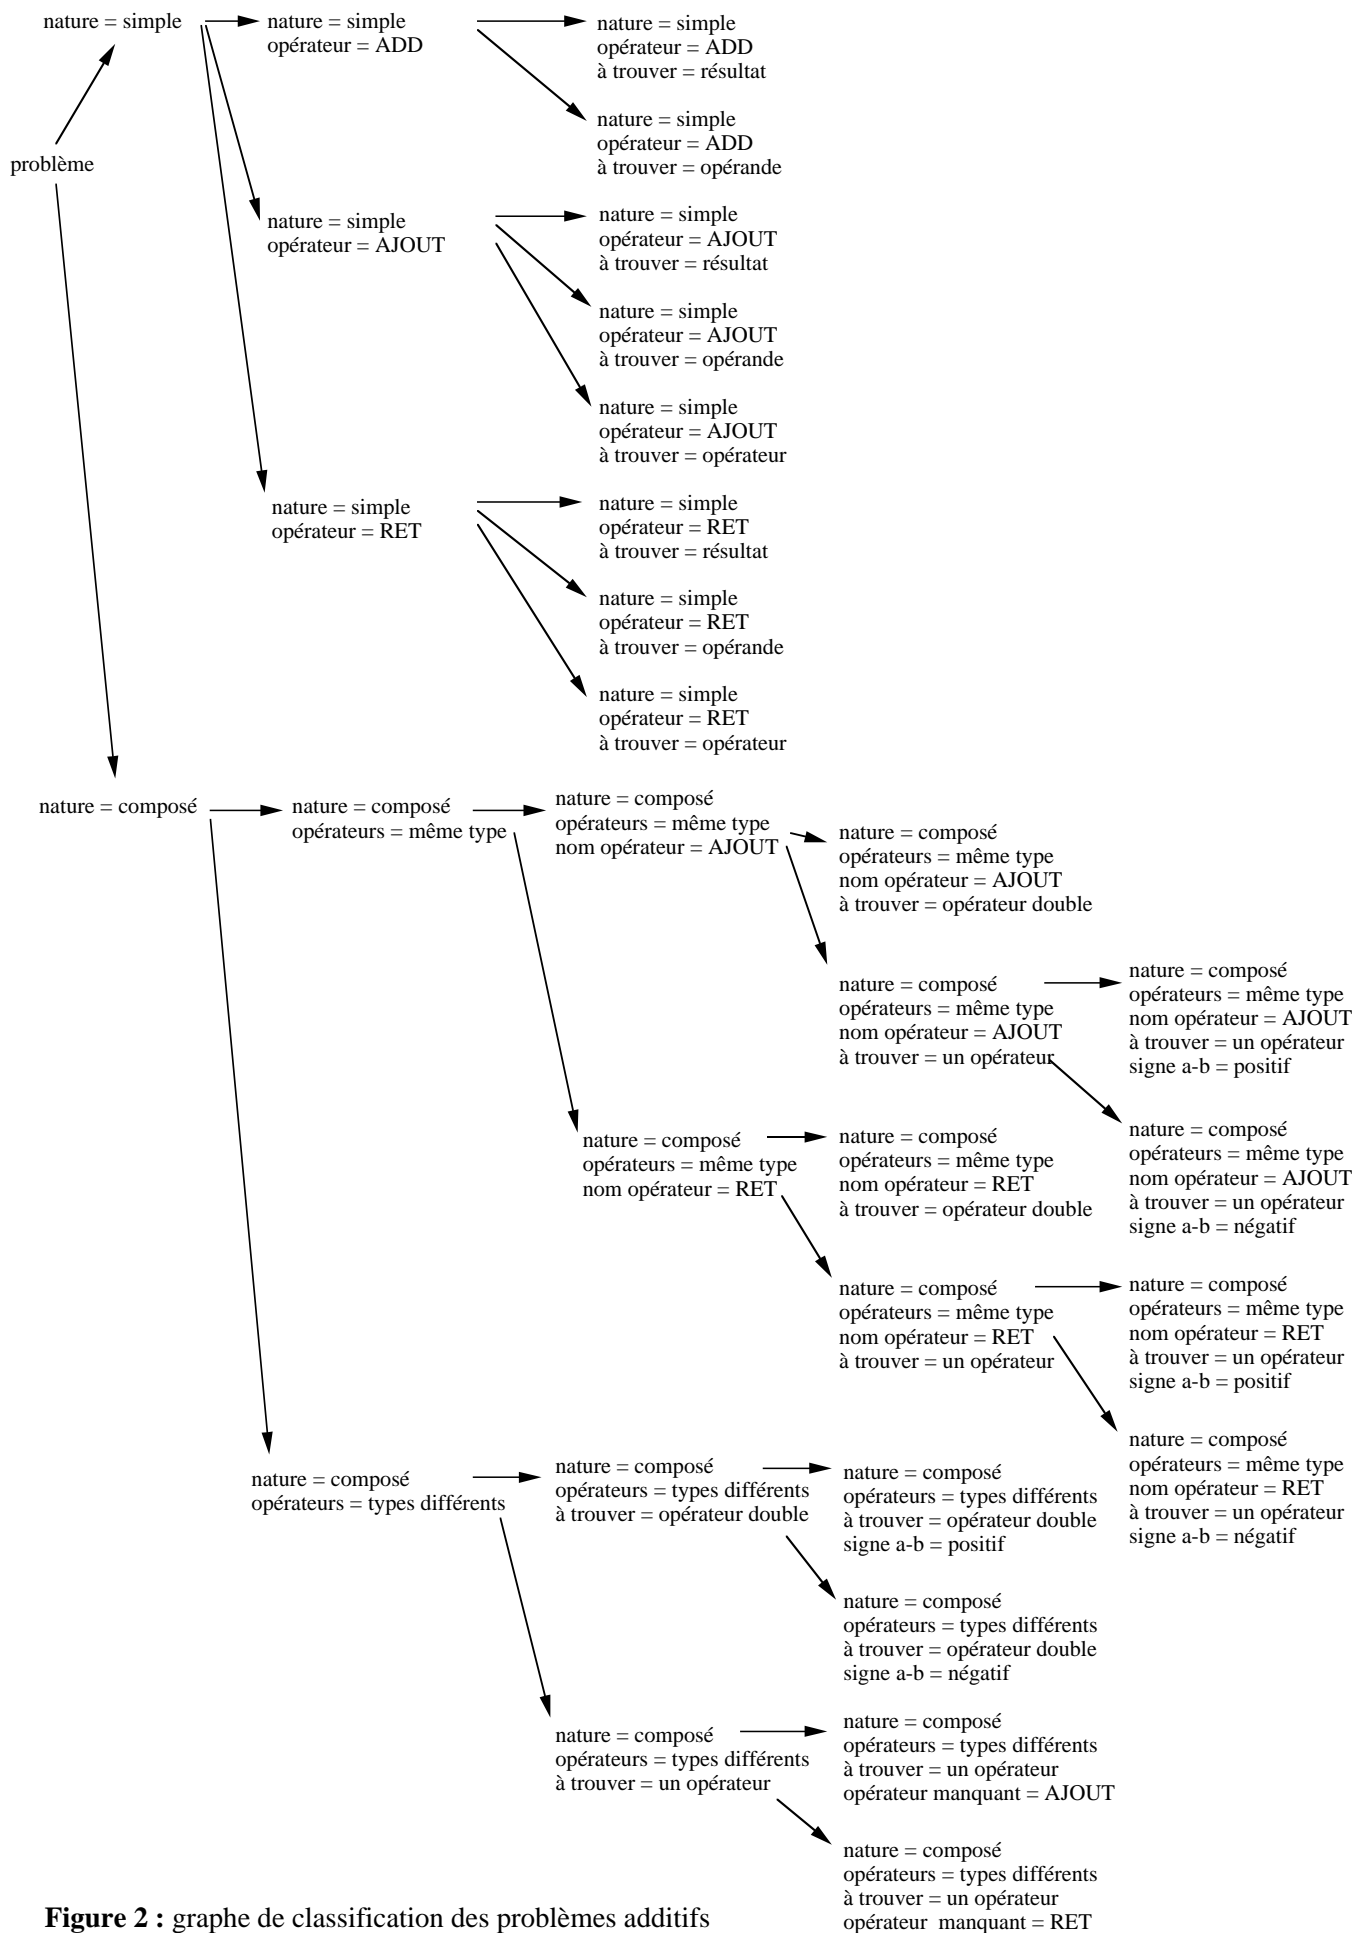 nature = simple
nature = simple
opérateur = ADD
nature = simple
opérateur = ADD
à trouver = résultat
nature = simple
opérateur = ADD
à trouver = opérande
problème
nature = simple
opérateur = AJOUT
nature = simple
opérateur = AJOUT
à trouver = résultat
nature = simple
opérateur = AJOUT
à trouver = opérande
nature = simple
opérateur = AJOUT
à trouver = opérateur
nature = simple
opérateur = RET
nature = simple
opérateur = RET
à trouver = résultat
nature = simple
opérateur = RET
à trouver = opérande
nature = simple
opérateur = RET
à trouver = opérateur
nature = composé
nature = composé
opérateurs = même type
nature = composé
opérateurs = même type
nom opérateur = AJOUT
nature = composé
opérateurs = même type
nom opérateur = AJOUT
à trouver = opérateur double
nature = composé
opérateurs = même type
nom opérateur = AJOUT
à trouver = un opérateur
nature = composé
opérateurs = même type
nom opérateur = AJOUT
à trouver = un opérateur
signe a-b = positif
nature = composé
opérateurs = même type
nom opérateur = AJOUT
à trouver = un opérateur
signe a-b = négatif
nature = composé
opérateurs = même type
nom opérateur = RET
nature = composé
opérateurs = même type
nom opérateur = RET
à trouver = opérateur double
nature = composé
opérateurs = même type
nom opérateur = RET
à trouver = un opérateur
nature = composé
opérateurs = même type
nom opérateur = RET
à trouver = un opérateur
signe a-b = positif
nature = composé
opérateurs = même type
nom opérateur = RET
à trouver = un opérateur
signe a-b = négatif
nature = composé
opérateurs = types différents
nature = composé
opérateurs = types différents
à trouver = opérateur double
nature = composé
opérateurs = types différents
à trouver = opérateur double
signe a-b = positif
nature = composé
opérateurs = types différents
à trouver = opérateur double
signe a-b = négatif
nature = composé
opérateurs = types différents
à trouver = un opérateur
nature = composé
opérateurs = types différents
à trouver = un opérateur
opérateur manquant = AJOUT
nature = composé
opérateurs = types différents
à trouver = un opérateur
opérateur manquant = RET
Figure 2 : graphe de classification des problèmes additifs